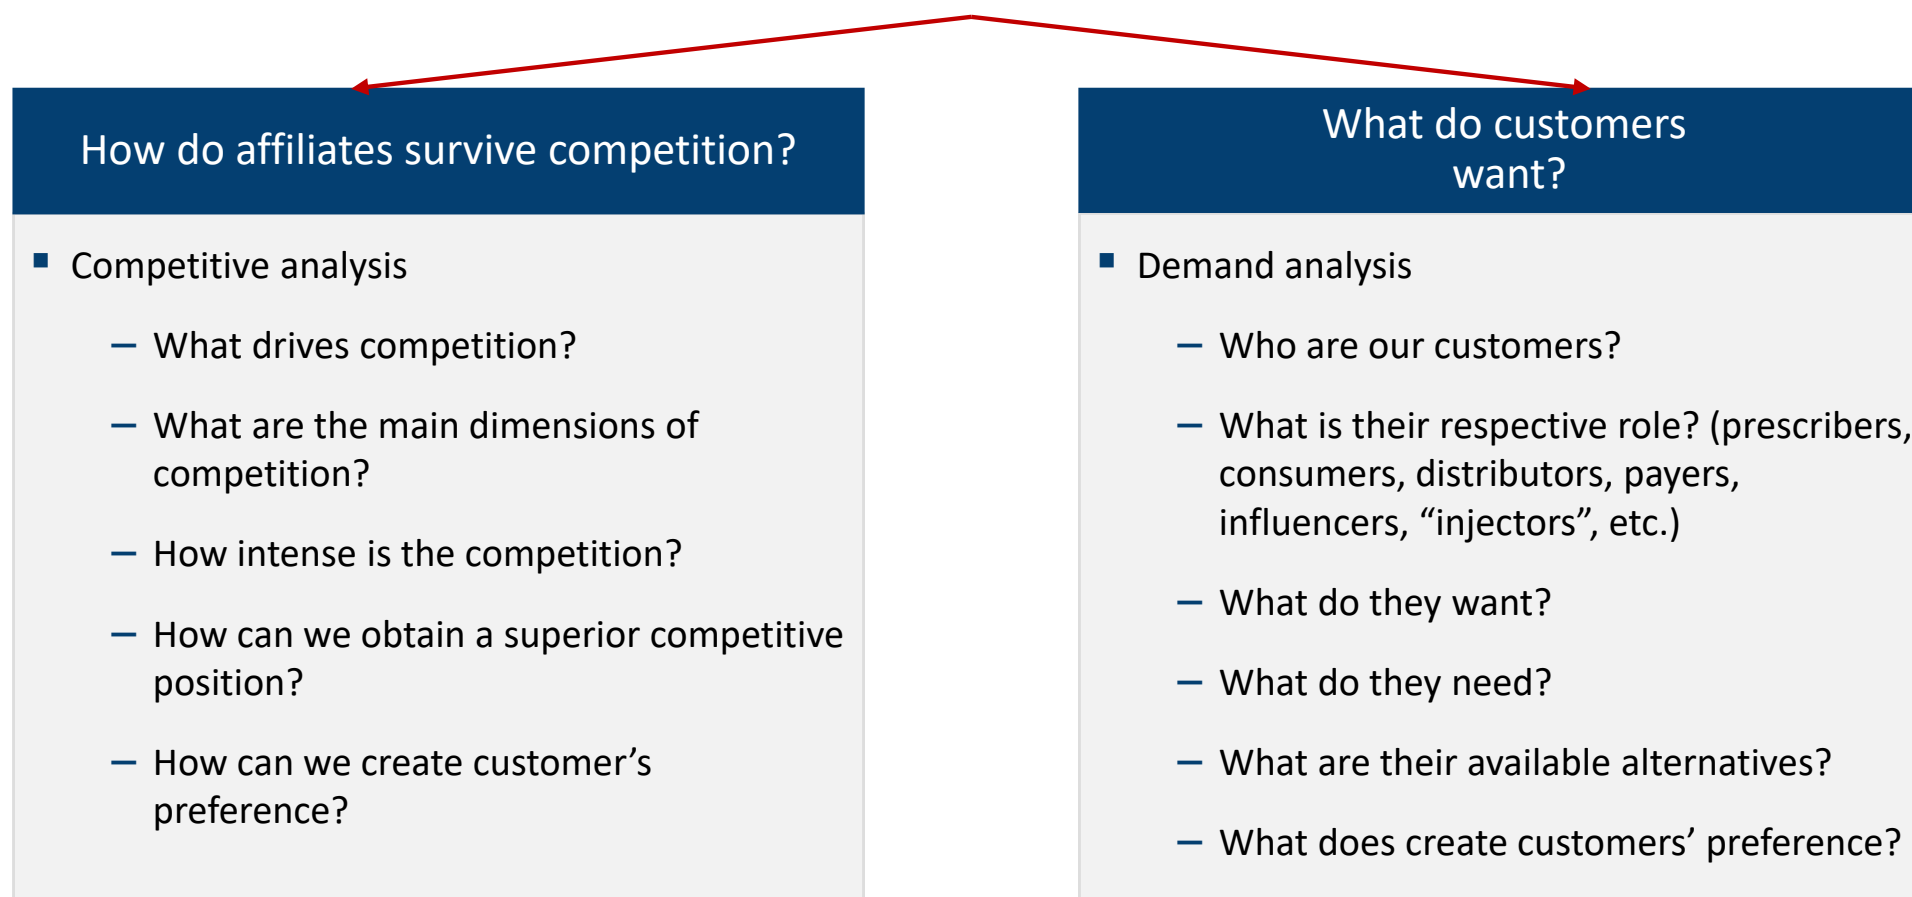 How do affiliates survive competition?
▪ Competitive analysis
– What drives competition?
– What are the main dimensions of
competition?
– How intense is the competition?
– How can we obtain a superior competitive
position?
– How can we create customer’s
preference?
What do customers
want?
▪ Demand analysis
– Who are our customers?
– What is their respective role? (prescribers,
consumers, distributors, payers,
influencers, “injectors”, etc.)
– What do they want?
– What do they need?
– What are their available alternatives?
– What does create customers’ preference?